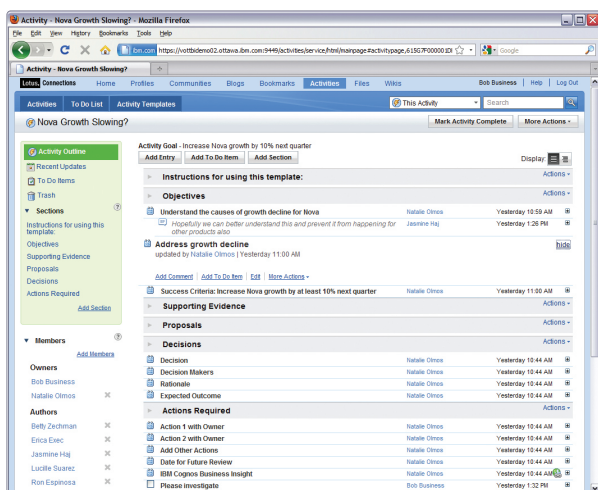 Activity - Nova Growth Slowing? - Mozilla Firefox
File Edit View History Bookmarks Tools Help
ibm.com https://vottbidemo02.ottawa.ibm.com:9449/activities/service/html/mainpage#activitypage,
Google
Activity - Nova Growth Slowing?
Lotus. Connections Home Profiles Communities Blogs Bookmarks Activities Files Wikis Bob Business Help Log Out
Activities To Do List Activity Templates This Activity Search
Nova Growth Slowing? Mark Activity Complete More Actions
Activity Outline
Recent Updates
To Do Items
Trash
Sections
Instructions for using this
template:
Objectives
Supporting Evidence
Proposals
Decisions
Actions Required
Add Section
Members
Add Members
Owners
Bob Business
Natalie Olmos
Authors
Betty Zechman
Erica Exec
Jasmine Haj
Lucille Suarez
Ron Espinosa
Activity Goal - Increase Nova growth by 10% next quarter
Add Entry Add To Do Item Add Section Display:
Instructions for using this template: Actions
Objectives Actions
Understand the causes of growth decline for Nova Natalie Olmos Yesterday 10:59 AM
Hopefully we can better understand this and prevent it from happening for Jasmine Haj Yesterday 1:26 PM
other products also
Address growth decline hide
updated by Natalie Olmos | Yesterday 11:00 AM
Add Comment Add To Do Item Edit More Actions
Success Criteria: Increase Nova growth by at least 10% next quarter Natalie Olmos Yesterday 11:00 AM
Supporting Evidence Actions
Proposals Actions
Decisions Actions
Decision Natalie Olmos Yesterday 10:44 AM
Decision Makers Natalie Olmos Yesterday 10:44 AM
Rationale Natalie Olmos Yesterday 10:44 AM
Expected Outcome Natalie Olmos Yesterday 10:44 AM
Actions Required Actions
Action 1 with Owner Natalie Olmos Yesterday 10:44 AM
Action 2 with Owner Natalie Olmos Yesterday 10:44 AM
Add Other Actions Natalie Olmos Yesterday 10:44 AM
Date for Future Review Natalie Olmos Yesterday 10:44 AM
IBM Cognos Business Insight Natalie Olmos Yesterday 10:44 AM
Please investigate Bob Business Yesterday 1:32 PM